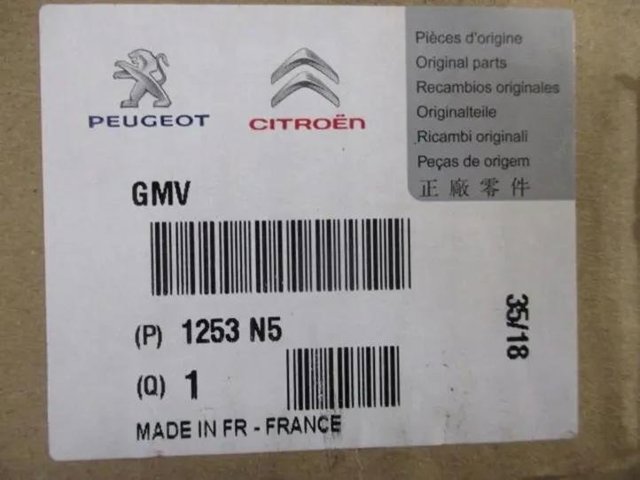 PEUGEOT
CITROËN
Pièces d'origine
Original parts
Recambios originales
Originalteile
Ricambi originali
Peças de origem
正廠零件
GMV
(P) 1253 N5
(Q) 1
35/18
MADE IN FR - FRANCE